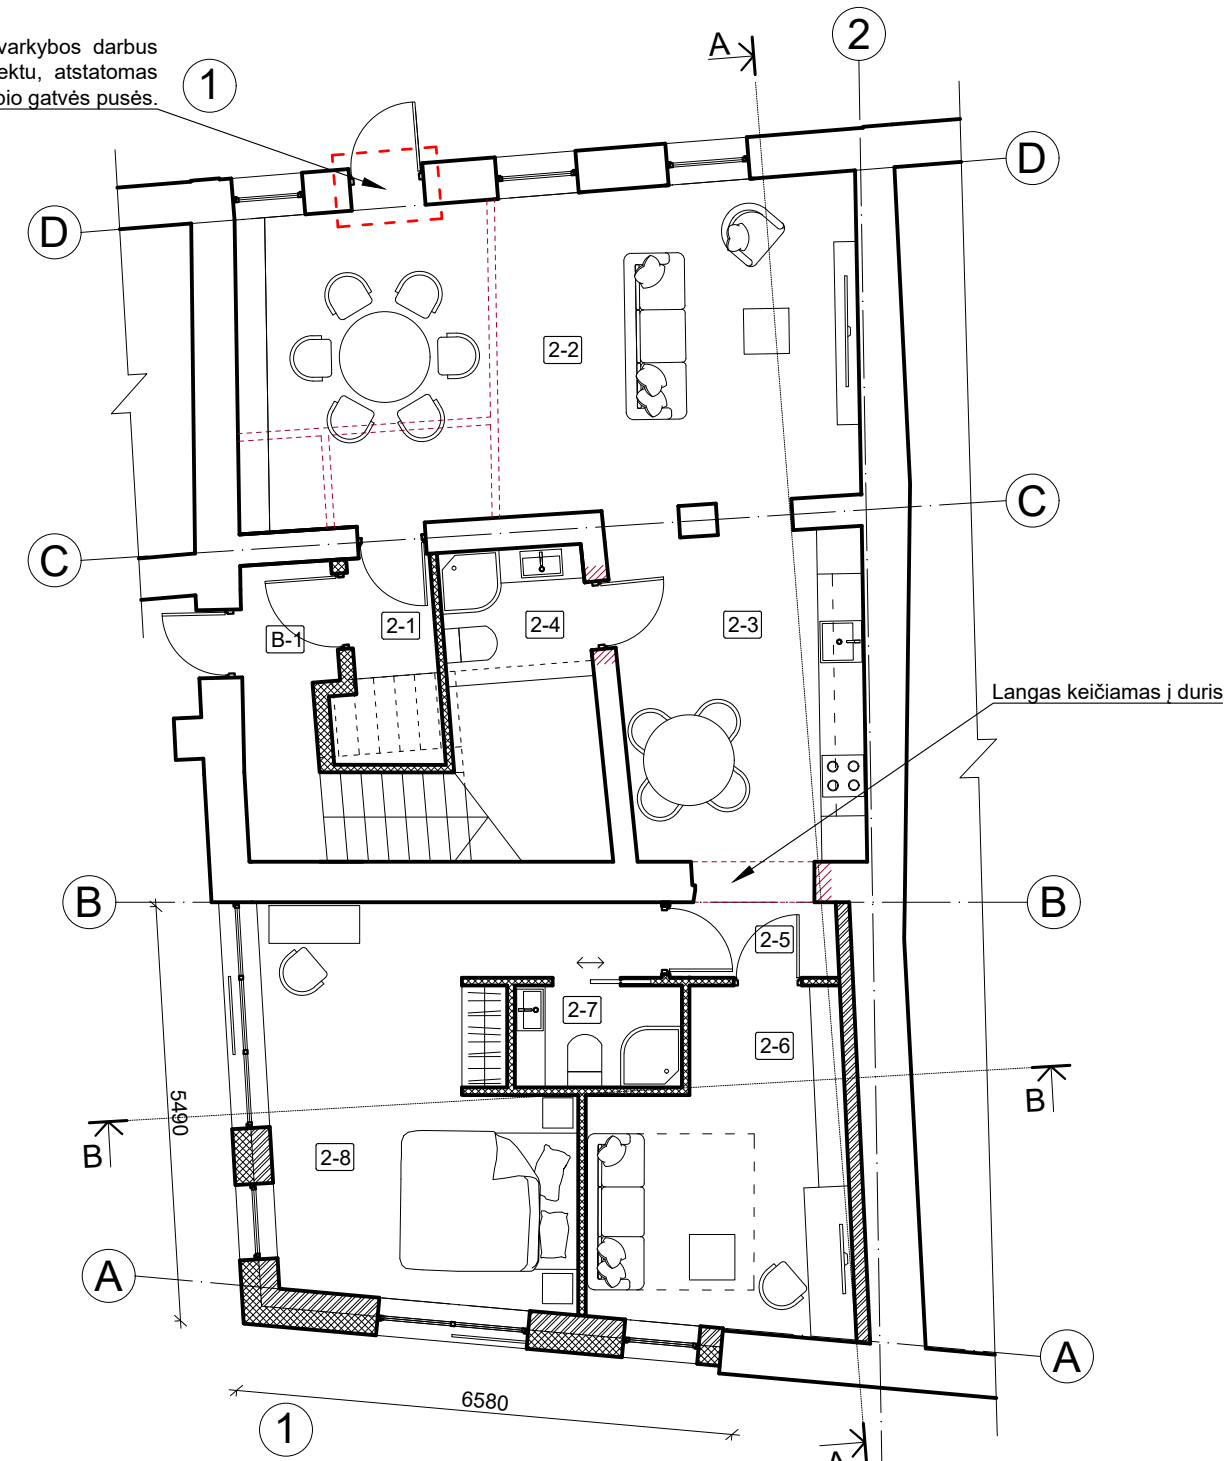 varkybos darbus
ektu, atstatomas
pio gatvės pusės.
1
A
2
D
D
2-2
C
C
B-1
2-1
2-4
2-3
Langas keičiamas į duris
B
B
2-5
2-7
2-6
5490
B
B
2-8
A
A
6580
1
A